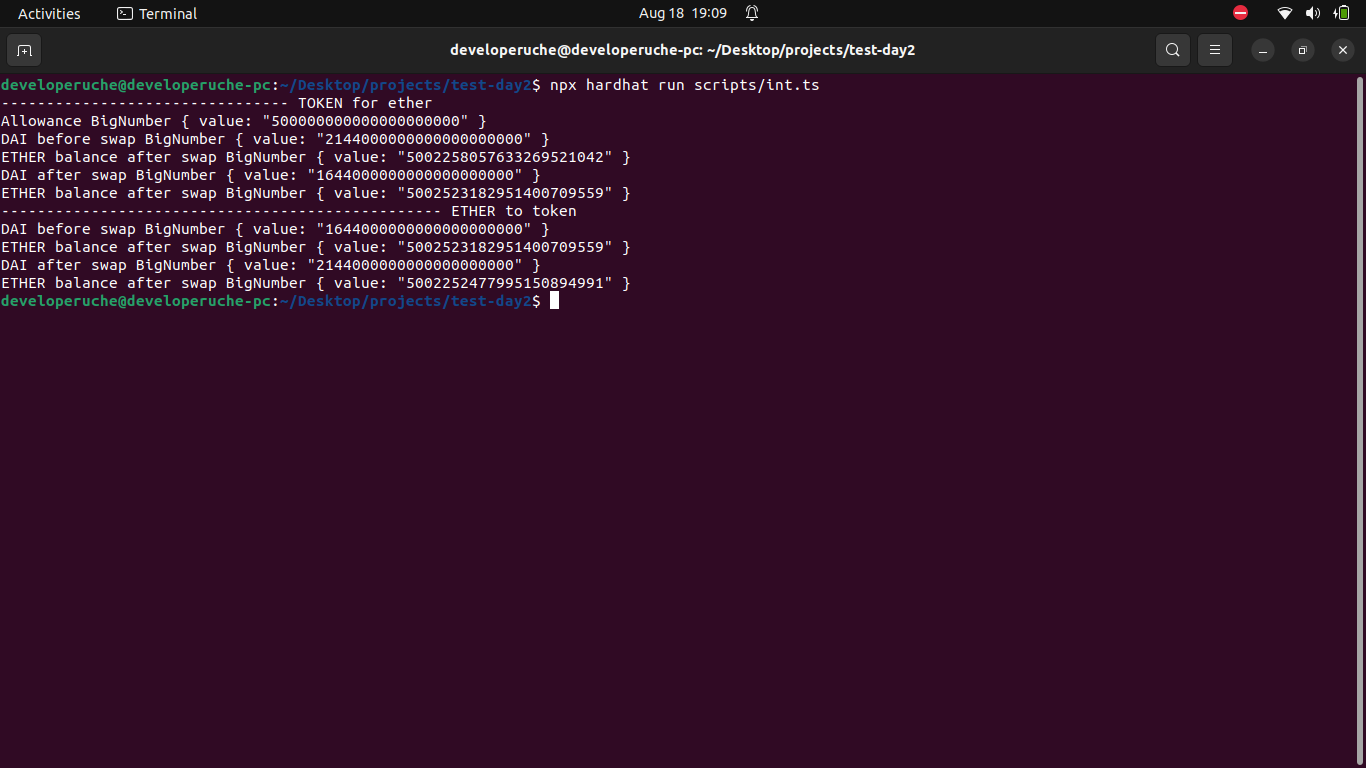 Activities
Terminal
Aug 18 19:09
developeruche@developeruche-pc: ~/Desktop/projects/test-day2
developeruche@developeruche-pc:~/Desktop/projects/test-day2$ npx hardhat run scripts/int.ts
-------------------------------- TOKEN for ether
Allowance BigNumber { value: "500000000000000000000" }
DAI before swap BigNumber { value: "2144000000000000000000" }
ETHER balance after swap BigNumber { value: "5002258057633269521042" }
DAI after swap BigNumber { value: "1644000000000000000000" }
ETHER balance after swap BigNumber { value: "5002523182951400709559" }
------------------------------------------------- ETHER to token
DAI before swap BigNumber { value: "1644000000000000000000" }
ETHER balance after swap BigNumber { value: "5002523182951400709559" }
DAI after swap BigNumber { value: "2144000000000000000000" }
ETHER balance after swap BigNumber { value: "5002252477995150894991" }
developeruche@developeruche-pc:~/Desktop/projects/test-day2$